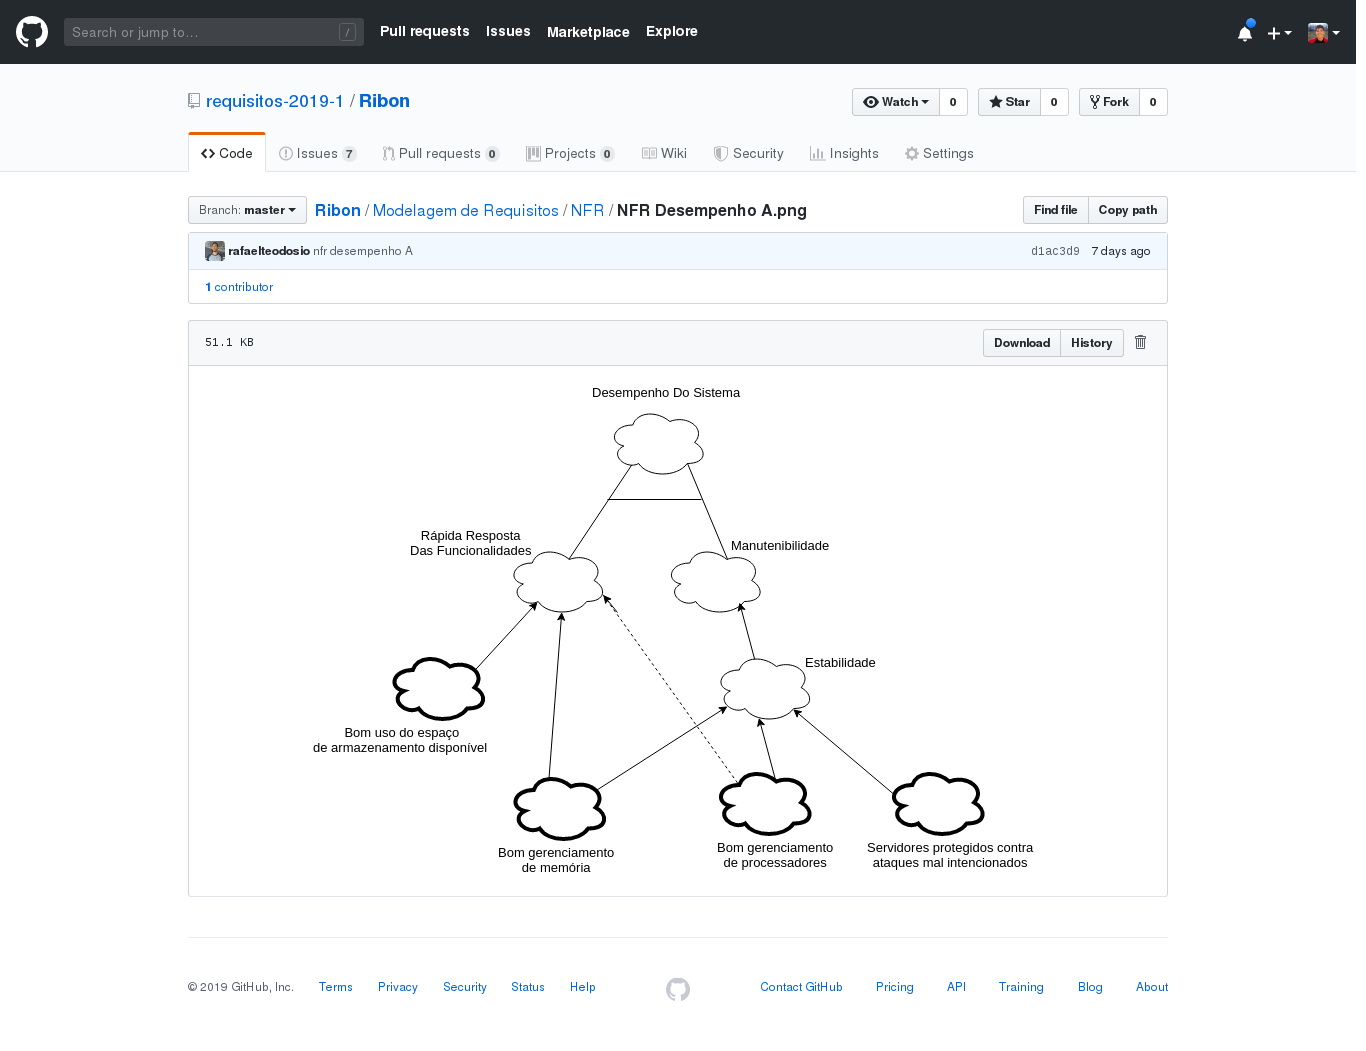 Search or jump to...
/
Pull requests
Issues
Marketplace
Explore
requisitos-2019-1 / Ribon
Watch 0
Star 0
Fork 0
Code
Issues 7
Pull requests 0
Projects 0
Wiki
Security
Insights
Settings
Branch: master
Ribon / Modelagem de Requisitos / NFR / NFR Desempenho A.png
Find file
Copy path
rafaelteodosio nfr desempenho A
d1ac3d9 7 days ago
1 contributor
51.1 KB
Download
History
Desempenho Do Sistema
Rápida Resposta
Das Funcionalidades
Manutenibilidade
Estabilidade
Bom uso do espaço
de armazenamento disponível
Bom gerenciamento
de memória
Bom gerenciamento
de processadores
Servidores protegidos contra
ataques mal intencionados
© 2019 GitHub, Inc.
Terms
Privacy
Security
Status
Help
Contact GitHub
Pricing
API
Training
Blog
About